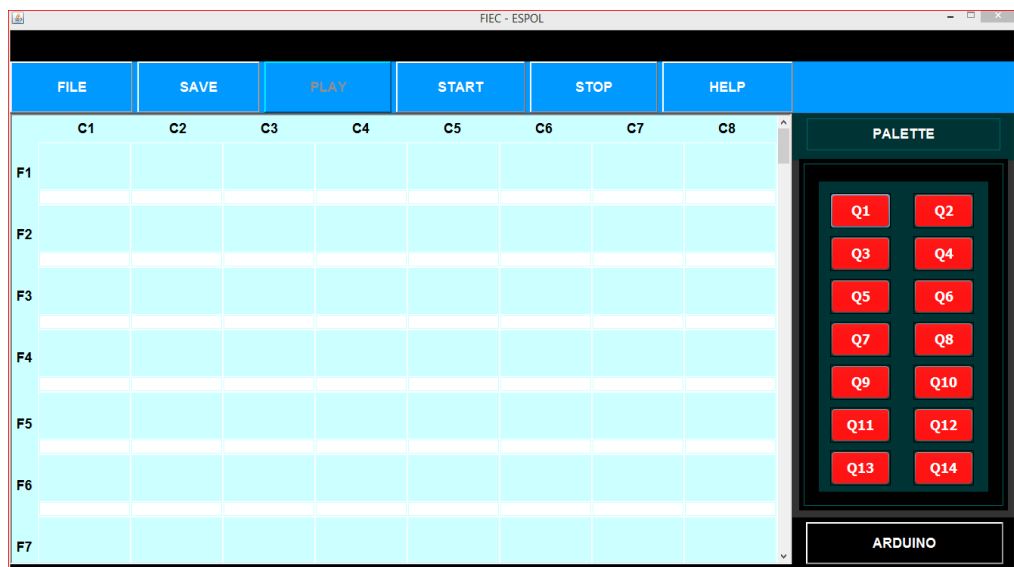 FIEC - ESPOL
FILE SAVE PLAY START STOP HELP
C1 C2 C3 C4 C5 C6 C7 C8
PALETTE
F1
Q1 Q2
F2
Q3 Q4
F3
Q5 Q6
Q7 Q8
F4
Q9 Q10
F5
Q11 Q12
Q13 Q14
F6
ARDUINO
F7